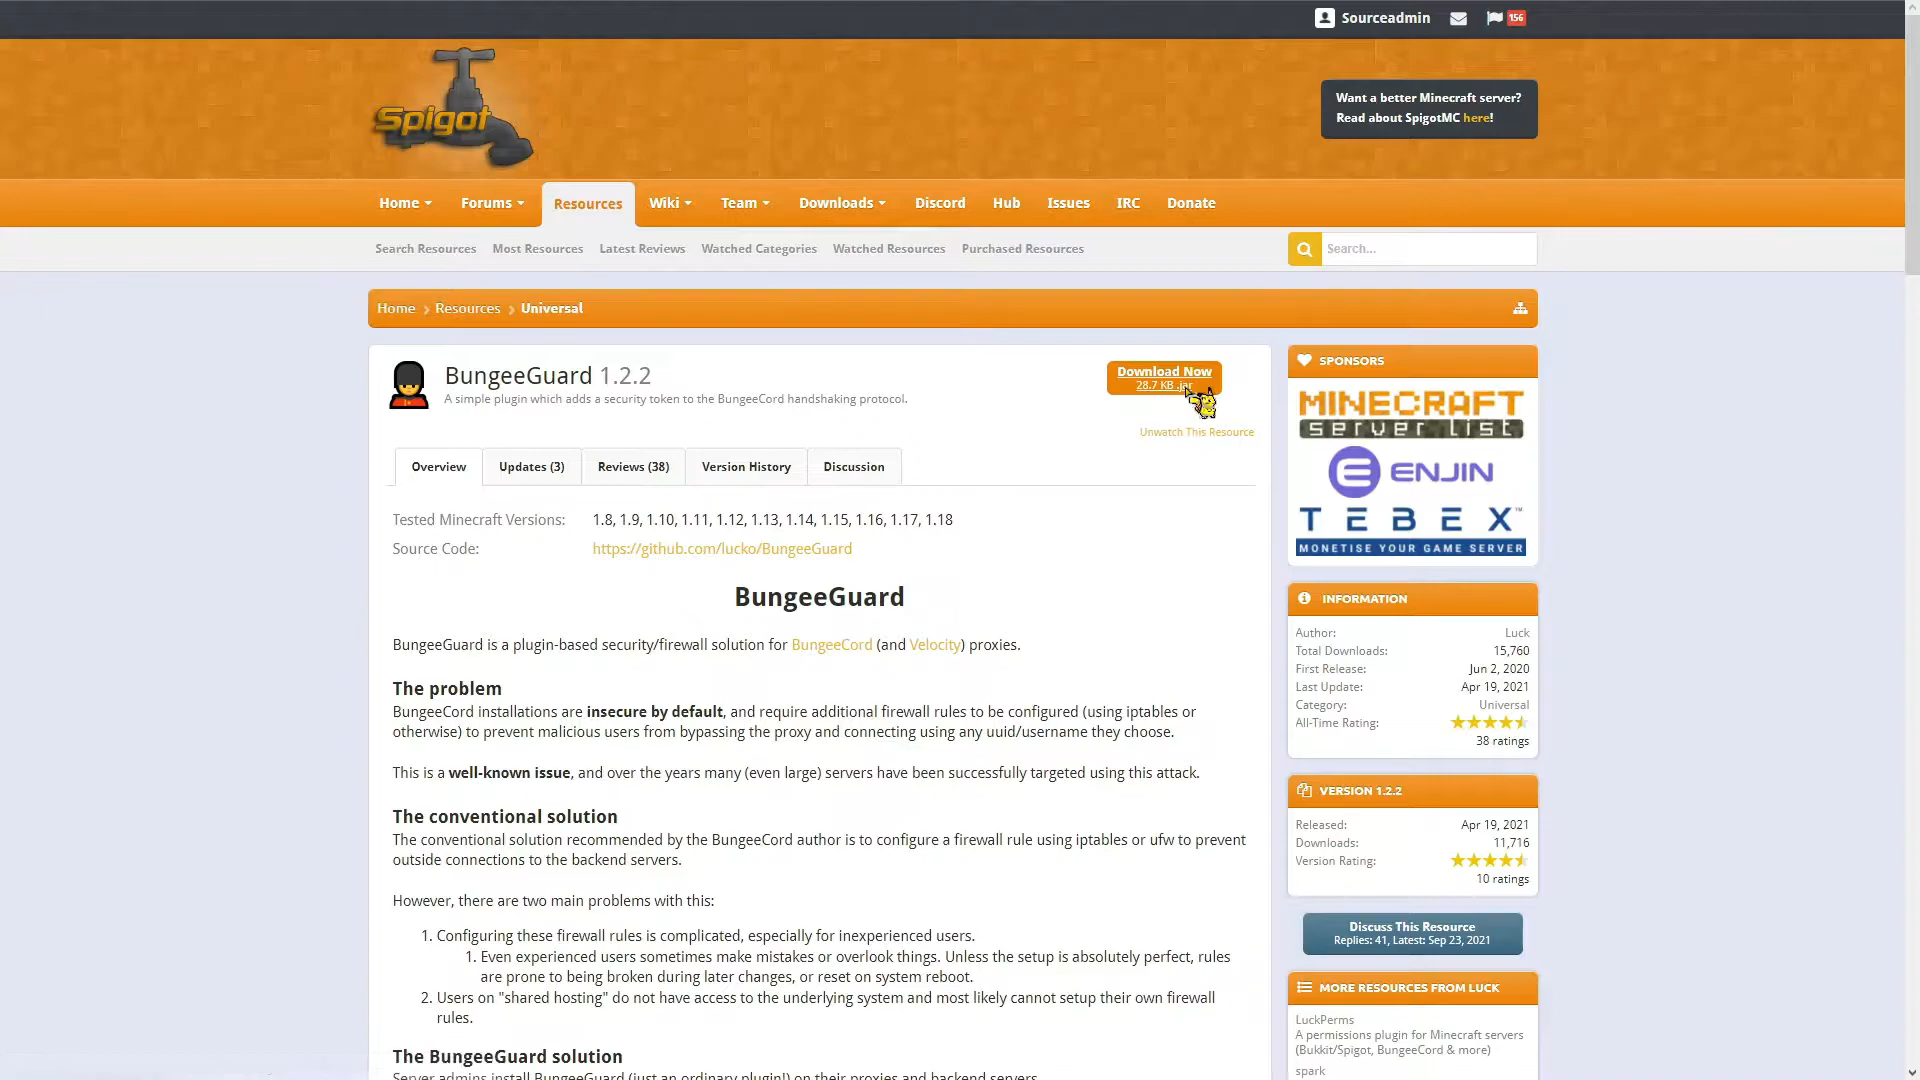 Sourceadmin
156
Spigot
Want a better Minecraft server?
Read about SpigotMC here!
Home
Forums
Resources
Wiki
Team
Downloads
Discord
Hub
Issues
IRC
Donate
Search Resources
Most Resources
Latest Reviews
Watched Categories
Watched Resources
Purchased Resources
Search...
Home
Resources
Universal
BungeeGuard 1.2.2
A simple plugin which adds a security token to the BungeeCord handshaking protocol.
Download Now
28.7 KB .jar
Unwatch This Resource
Overview
Updates (3)
Reviews (38)
Version History
Discussion
Tested Minecraft Versions: 1.8, 1.9, 1.10, 1.11, 1.12, 1.13, 1.14, 1.15, 1.16, 1.17, 1.18
Source Code: https://github.com/lucko/BungeeGuard
BungeeGuard
BungeeGuard is a plugin-based security/firewall solution for BungeeCord (and Velocity) proxies.
The problem
BungeeCord installations are insecure by default, and require additional firewall rules to be configured (using iptables or
otherwise) to prevent malicious users from bypassing the proxy and connecting using any uuid/username they choose.
This is a well-known issue, and over the years many (even large) servers have been successfully targeted using this attack.
The conventional solution
The conventional solution recommended by the BungeeCord author is to configure a firewall rule using iptables or ufw to prevent
outside connections to the backend servers.
However, there are two main problems with this:
1. Configuring these firewall rules is complicated, especially for inexperienced users.
1. Even experienced users sometimes make mistakes or overlook things. Unless the setup is absolutely perfect, rules
are prone to being broken during later changes, or reset on system reboot.
2. Users on "shared hosting" do not have access to the underlying system and most likely cannot setup their own firewall
rules.
The BungeeGuard solution
Server admins install BungeeGuard (just an ordinary plugin!) on their proxies and backend servers.
SPONSORS
MINECRAFT
server list
ENJIN
TEBEX™
MONETISE YOUR GAME SERVER
INFORMATION
Author: Luck
Total Downloads: 15,760
First Release: Jun 2, 2020
Last Update: Apr 19, 2021
Category: Universal
All-Time Rating:
38 ratings
VERSION 1.2.2
Released: Apr 19, 2021
Downloads: 11,716
Version Rating:
10 ratings
Discuss This Resource
Replies: 41, Latest: Sep 23, 2021
MORE RESOURCES FROM LUCK
LuckPerms
A permissions plugin for Minecraft servers
(Bukkit/Spigot, BungeeCord & more)
spark